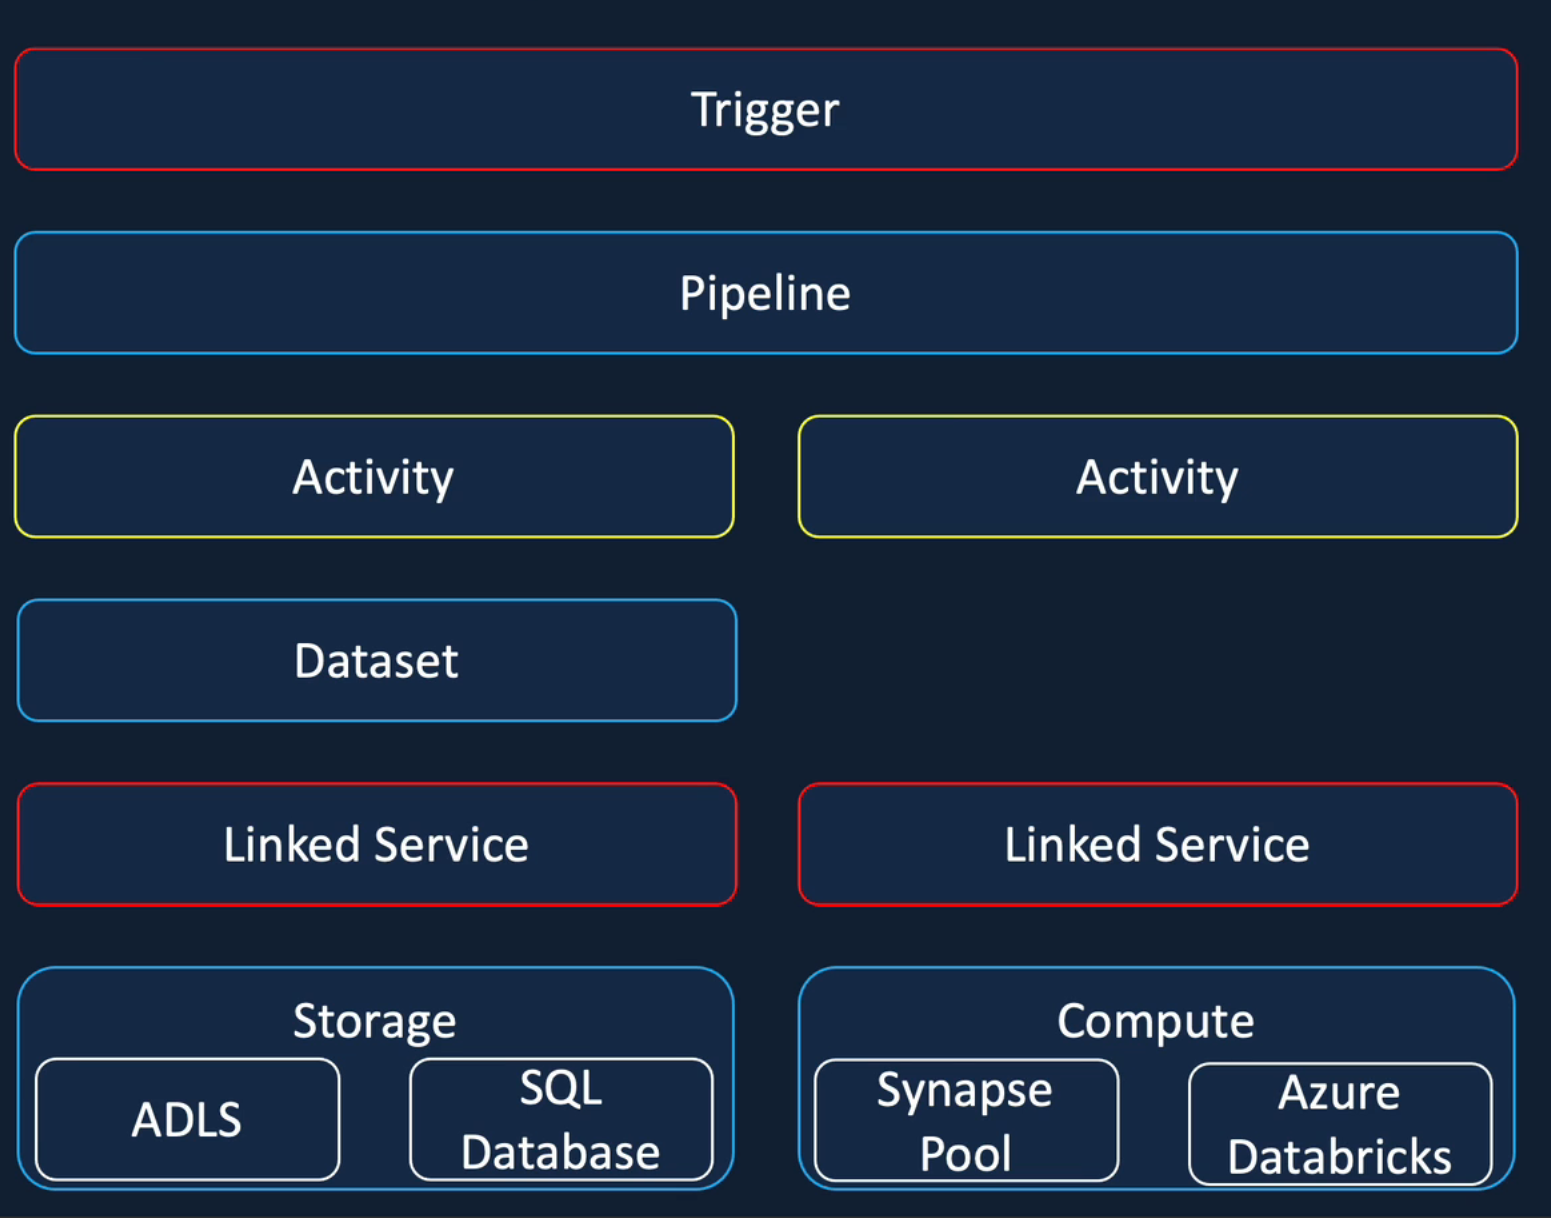 Trigger
Pipeline
Activity
Activity
Dataset
Linked Service
Linked Service
Storage
ADLS
SQL
Database
Compute
Synapse
Pool
Azure
Databricks